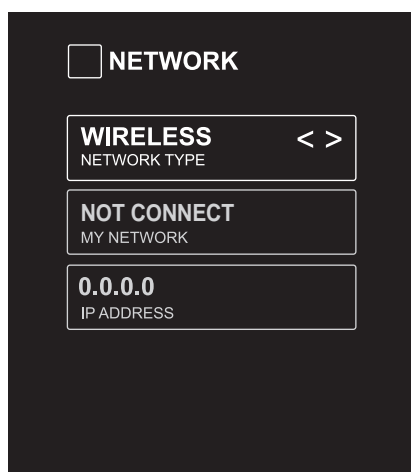 NETWORK
WIRELESS < >
NETWORK TYPE
NOT CONNECT
MY NETWORK
0.0.0.0
IP ADDRESS